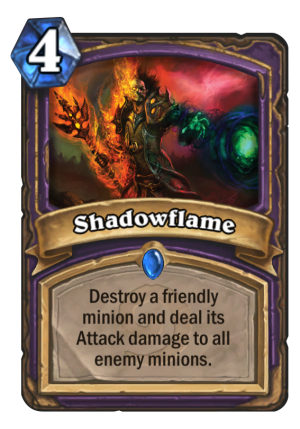 4
Shadowflame
Destroy a friendly
minion and deal its
Attack damage to all
enemy minions.